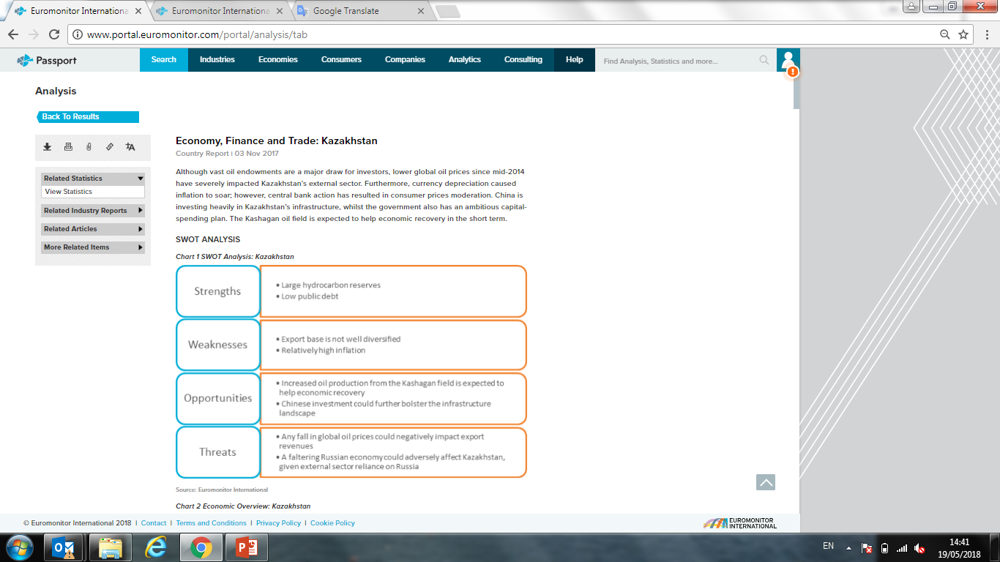 Euromonitor Internationa
Euromonitor Internationa
Google Translate
www.portal.euromonitor.com/portal/analysis/tab
Passport
Search
Industries
Economies
Consumers
Companies
Analytics
Consulting
Help
Find Analysis, Statistics and more...
Analysis
Back To Results
Related Statistics
View Statistics
Related Industry Reports
Related Articles
More Related Items
Economy, Finance and Trade: Kazakhstan
Country Report | 03 Nov 2017
Although vast oil endowments are a major draw for investors, lower global oil prices since mid-2014
have severely impacted Kazakhstan's external sector. Furthermore, currency depreciation caused
inflation to soar; however, central bank action has resulted in consumer prices moderation. China is
investing heavily in Kazakhstan's infrastructure, whilst the government also has an ambitious capital-
spending plan. The Kashagan oil field is expected to help economic recovery in the short term.
SWOT ANALYSIS
Chart 1 SWOT Analysis: Kazakhstan
Strengths
• Large hydrocarbon reserves
• Low public debt
Weaknesses
• Export base is not well diversified
• Relatively high inflation
Opportunities
• Increased oil production from the Kashagan field is expected to
help economic recovery
• Chinese investment could further bolster the infrastructure
landscape
Threats
• Any fall in global oil prices could negatively impact export
revenues
• A faltering Russian economy could adversely affect Kazakhstan,
given external sector reliance on Russia
Source: Euromonitor International
Chart 2 Economic Overview: Kazakhstan
© Euromonitor International 2018 | Contact | Terms and Conditions | Privacy Policy | Cookie Policy
EUROMONITOR
INTERNATIONAL
EN
14:41
19/05/2018